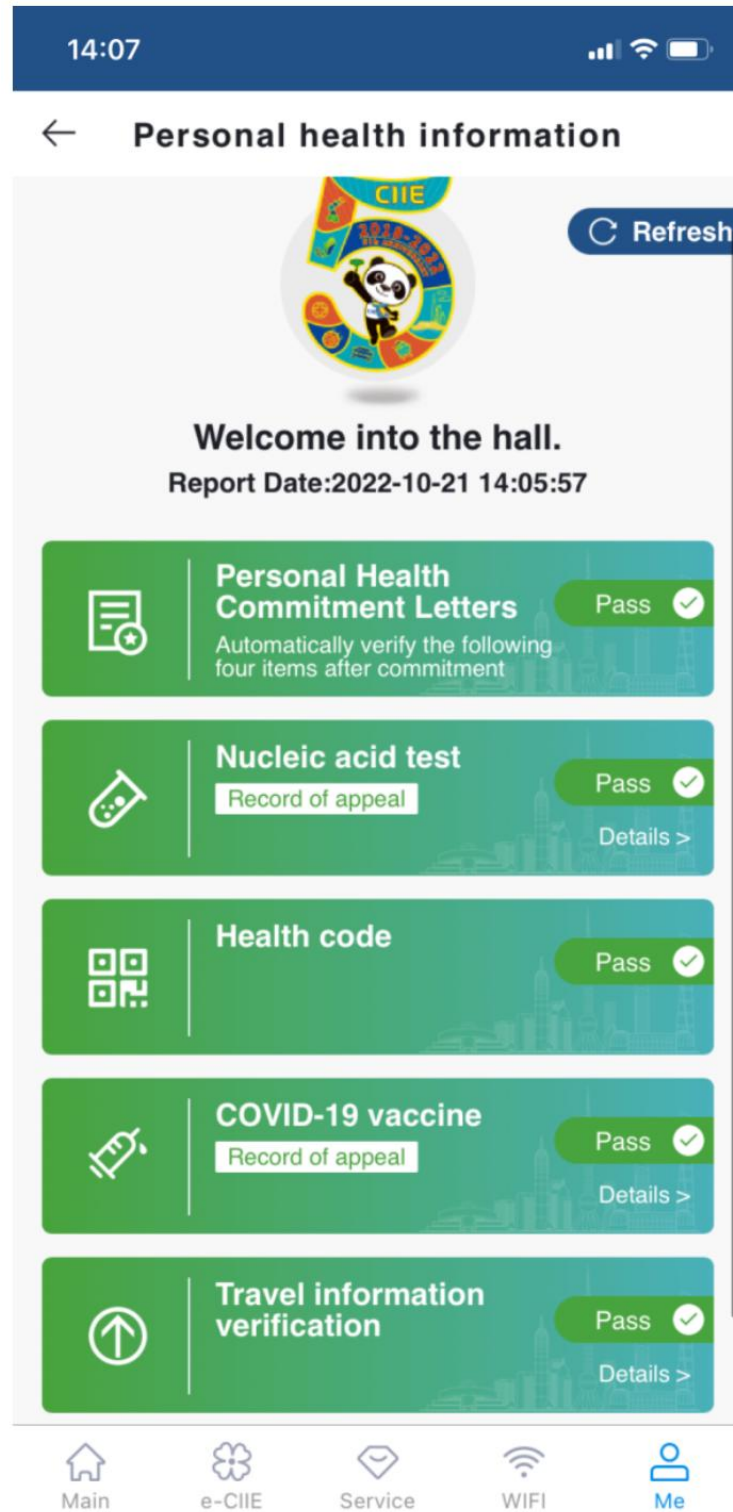 14:07
Personal health information
CIIE
2018-2022
Refresh
Welcome into the hall.
Report Date:2022-10-21 14:05:57
Personal Health
Commitment Letters
Automatically verify the following
four items after commitment
Pass
Nucleic acid test
Record of appeal
Pass
Details >
Health code
Pass
COVID-19 vaccine
Record of appeal
Pass
Details >
Travel information
verification
Pass
Details >
Main
e-CIIE
Service
WIFI
Me